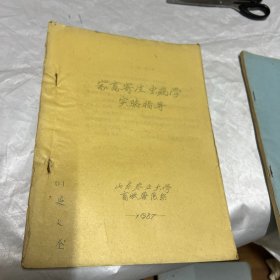 家畜寄生虫病学
实验指导
山东农业大学
畜牧兽医系
—1987—